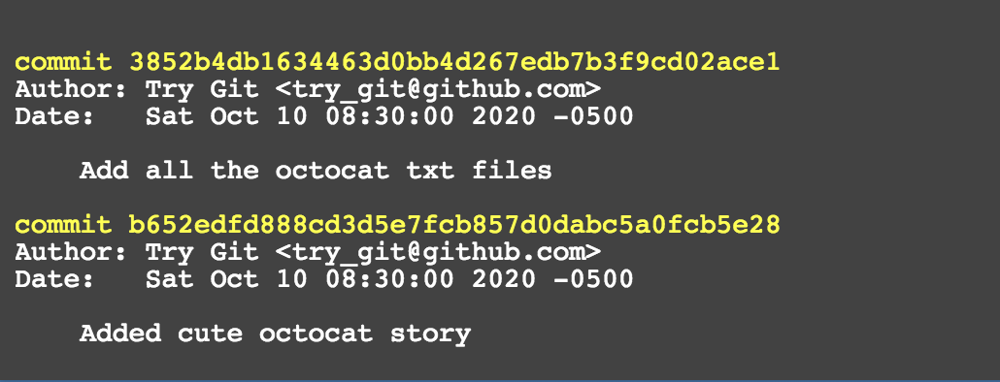 commit 3852b4db1634463d0bb4d267edb7b3f9cd02ace1
Author: Try Git <try_git@github.com>
Date:   Sat Oct 10 08:30:00 2020 -0500
Add all the octocat txt files
commit b652edfd888cd3d5e7fcb857d0dabc5a0fcb5e28
Author: Try Git <try_git@github.com>
Date:   Sat Oct 10 08:30:00 2020 -0500
Added cute octocat story